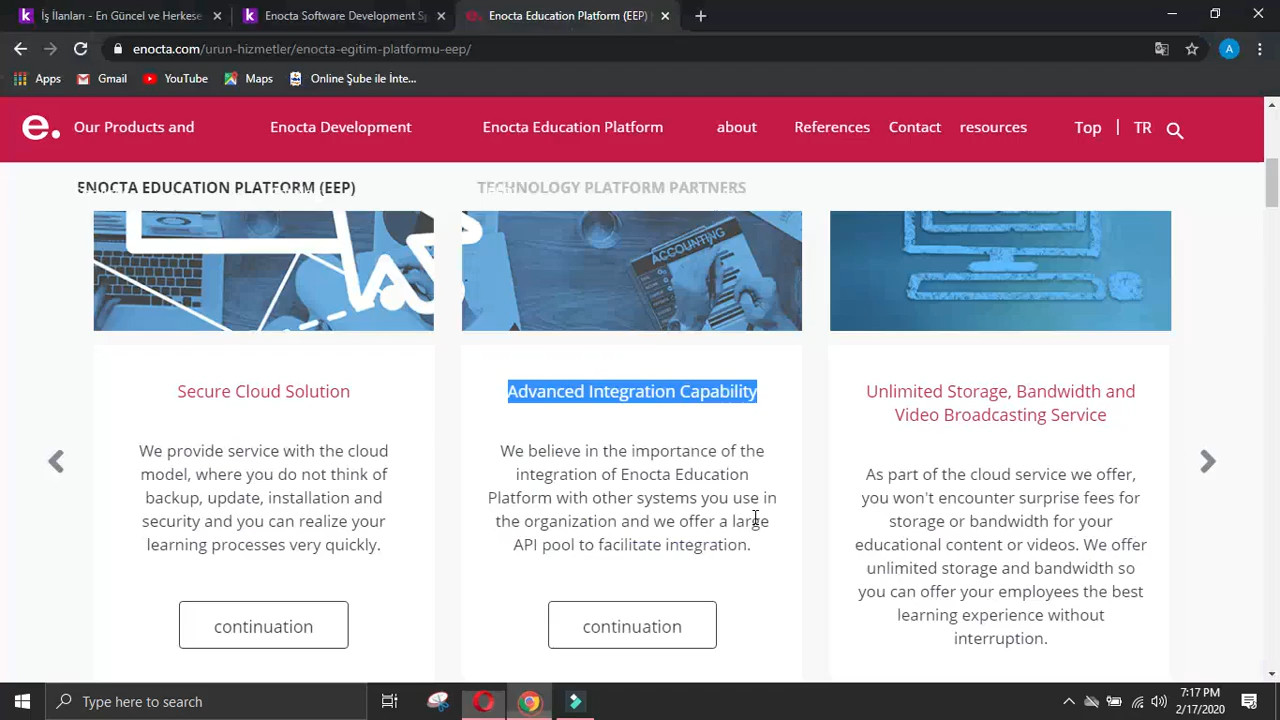 İş İlanları - En Güncel ve En Yeni
Enocta Software Development Sp
Enocta Education Platform (EEP)
enocta.com/urun-hizmetler/enocta-egitim-platformu-eep/
A
Apps
Gmail
YouTube
Maps
Online Şube ile İnte...
e.
Our Products and
Enocta Development
Enocta Education Platform
about
References
Contact
resources
Top
TR
ENOCTA EDUCATION PLATFORM (EEP)
TECHNOLOGY PLATFORM PARTNERS
ACCOUNTING
Secure Cloud Solution
We provide service with the cloud
model, where you do not think of
backup, update, installation and
security and you can realize your
learning processes very quickly.
continuation
Advanced Integration Capability
We believe in the importance of the
integration of Enocta Education
Platform with other systems you use in
the organization and we offer a large
API pool to facilitate integration.
continuation
Unlimited Storage, Bandwidth and
Video Broadcasting Service
As part of the cloud service we offer,
you won't encounter surprise fees for
storage or bandwidth for your
educational content or videos. We offer
unlimited storage and bandwidth so
you can offer your employees the best
learning experience without
interruption.
Type here to search
7:17 PM
2/17/2020